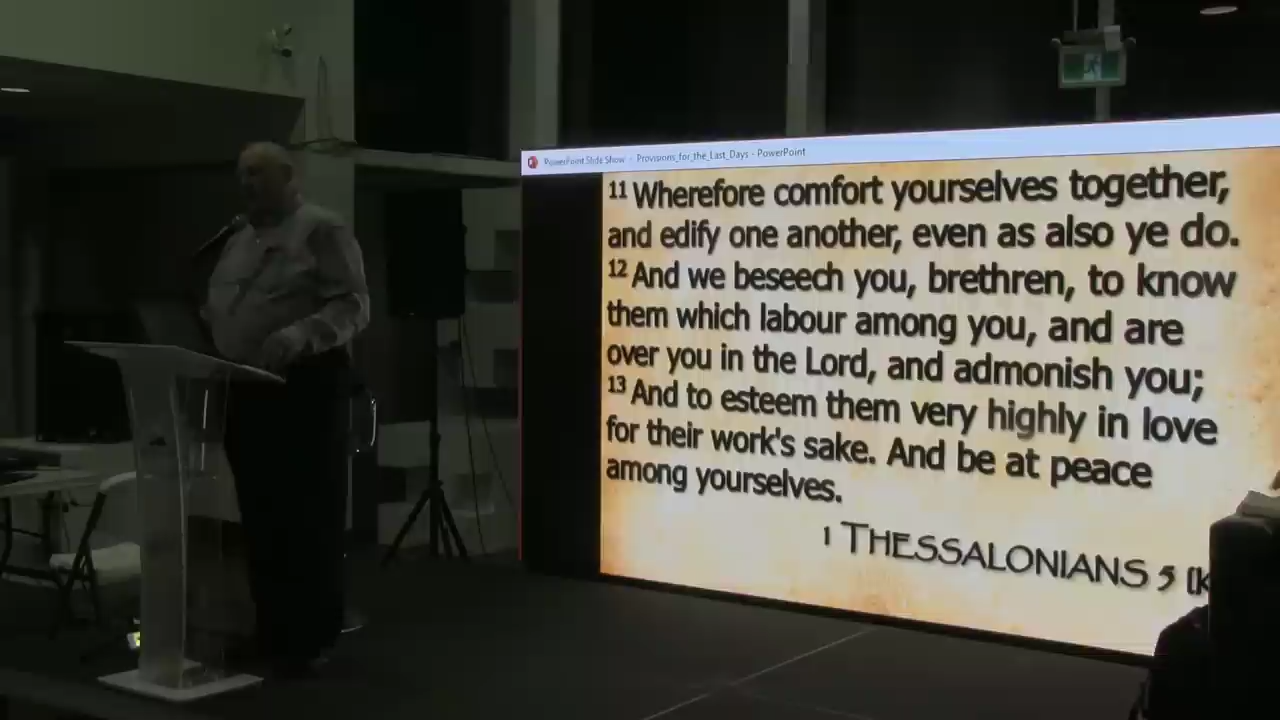 PowerPoint Slide Show - Provisions_for_the_Last_Days - PowerPoint
11 Wherefore comfort yourselves together,
and edify one another, even as also ye do.
12 And we beseech you, brethren, to know
them which labour among you, and are
over you in the Lord, and admonish you;
13 And to esteem them very highly in love
for their work's sake. And be at peace
among yourselves.
1 THESSALONIANS 5 [k